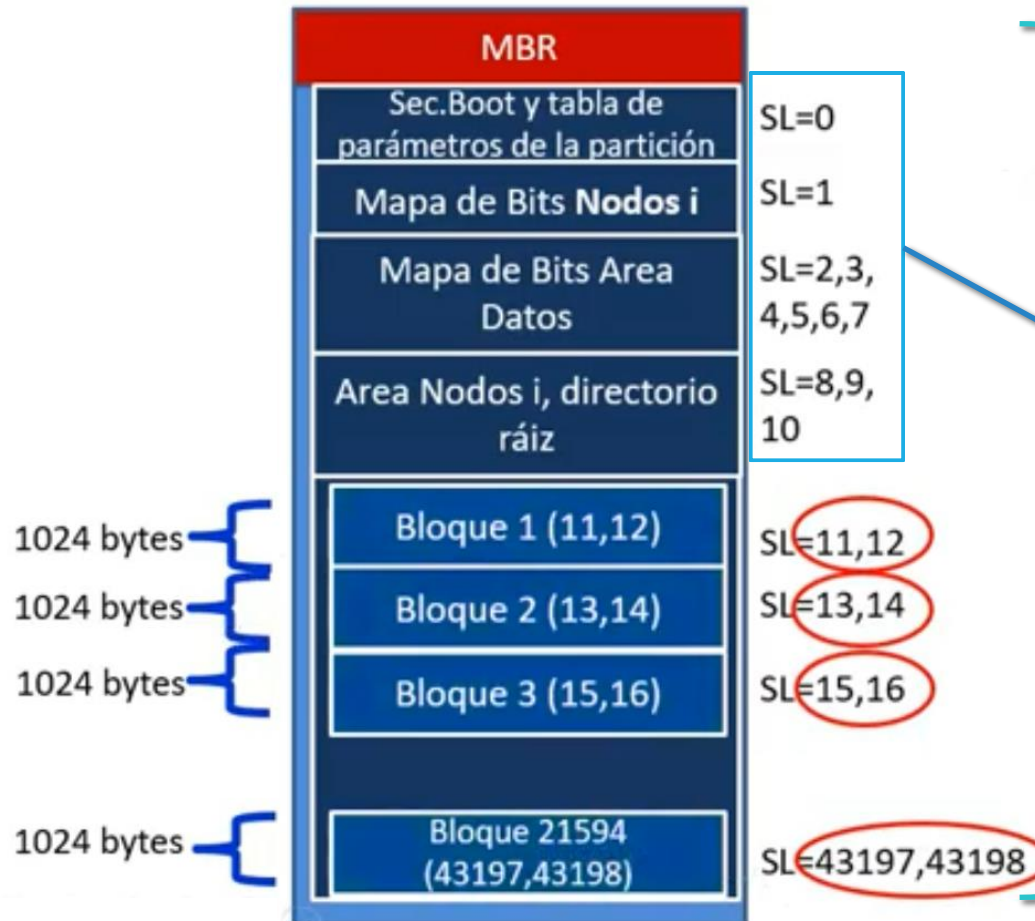 MBR
Sec.Boot y tabla de
parámetros de la partición
SL=0
Mapa de Bits Nodos i
SL=1
Mapa de Bits Area
Datos
SL=2,3,
4,5,6,7
Area Nodos i, directorio
ráiz
SL=8,9,
10
1024 bytes
Bloque 1 (11,12)
SL=11,12
1024 bytes
Bloque 2 (13,14)
SL=13,14
1024 bytes
Bloque 3 (15,16)
SL=15,16
1024 bytes
Bloque 21594
(43197,43198)
SL=43197,43198